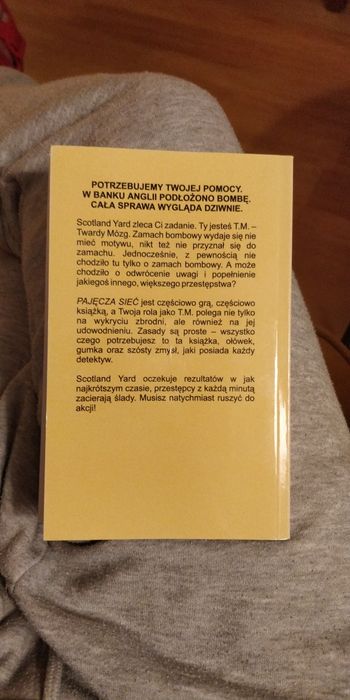 POTRZEBUJEMY TWOJEJ POMOCY.
W BANKU ANGLII PODŁOŻONO BOMBĘ.
CAŁA SPRAWA WYGLĄDA DZIWNIE.
Scotland Yard zleca Ci zadanie. Ty jesteś T.M. –
Twardy Mózg. Zamach bombowy wydaje się nie
mieć motywu, nikt też nie przyznał się do
zamachu. Jednocześnie, z pewnością nie
chodziło tu tylko o zamach bombowy. A może
chodziło o odwrócenie uwagi i popełnienie
jakiegoś innego, większego przestępstwa?
PAJĘCZA SIEĆ jest częściowo grą, częściowo
książką, a Twoja rola jako T.M. polega nie tylko
na wykryciu zbrodni, ale również na jej
udowodnieniu. Zasady są proste – wszystko
czego potrzebujesz to ta książka, ołówek,
gumka oraz szósty zmysł, jaki posiada każdy
detektyw.
Scotland Yard oczekuje rezultatów w jak
najkrótszym czasie, przestępcy z każdą minutą
zacierają ślady. Musisz natychmiast ruszyć do
akcji!